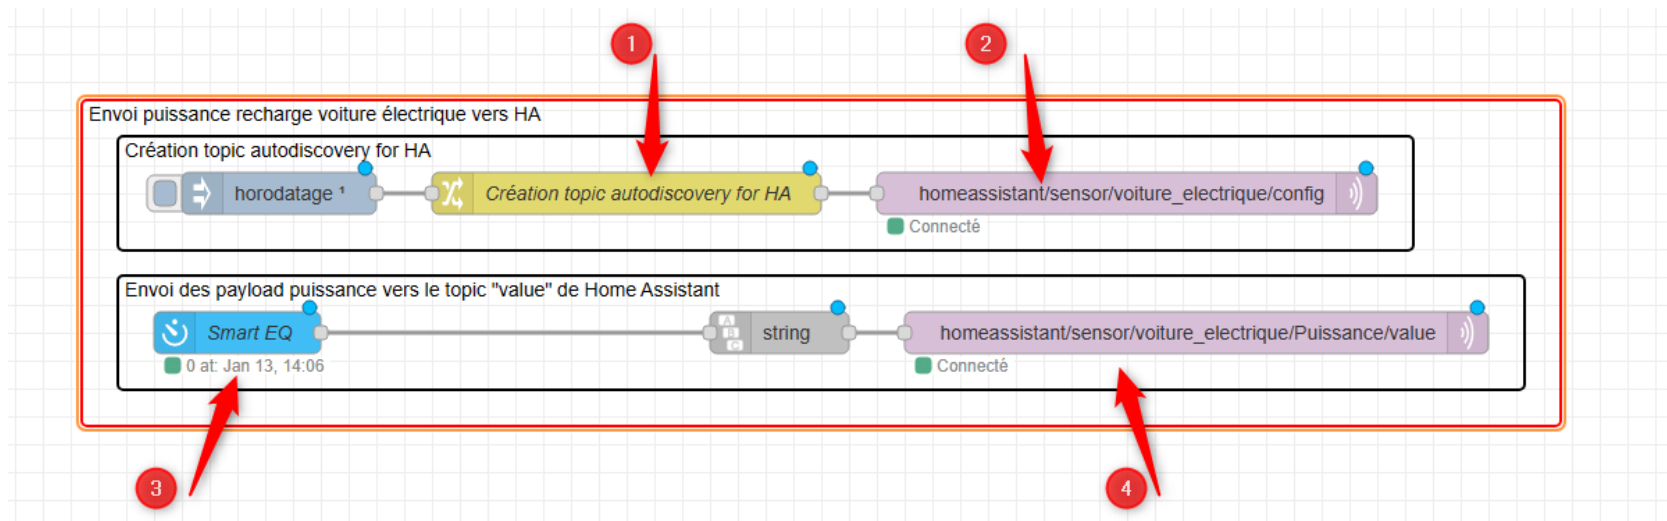 1
2
Envoi puissance recharge voiture électrique vers HA
Création topic autodiscovery for HA
horodatage ¹
Création topic autodiscovery for HA
homeassistant/sensor/voiture_electrique/config
Connecté
Envoi des payload puissance vers le topic "value" de Home Assistant
Smart EQ
A
B
C
string
homeassistant/sensor/voiture_electrique/Puissance/value
0 at: Jan 13, 14:06
Connecté
3
4